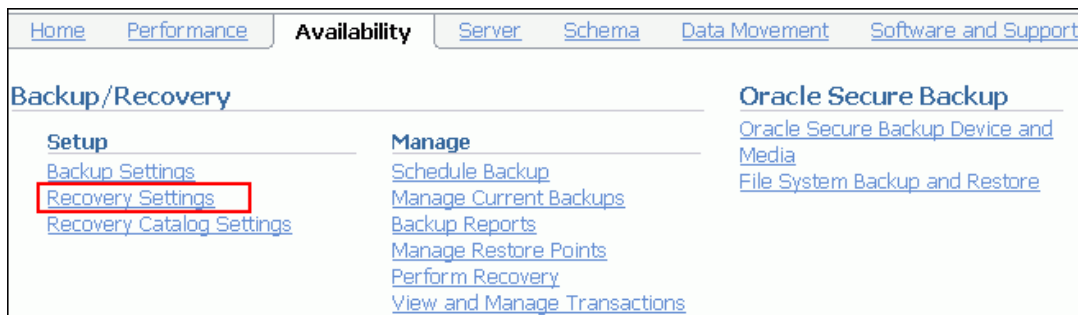 Home Performance Availability Server Schema Data Movement Software and Support
Backup/Recovery
Setup
Backup Settings
Recovery Settings
Recovery Catalog Settings
Manage
Schedule Backup
Manage Current Backups
Backup Reports
Manage Restore Points
Perform Recovery
View and Manage Transactions
Oracle Secure Backup
Oracle Secure Backup Device and
Media
File System Backup and Restore